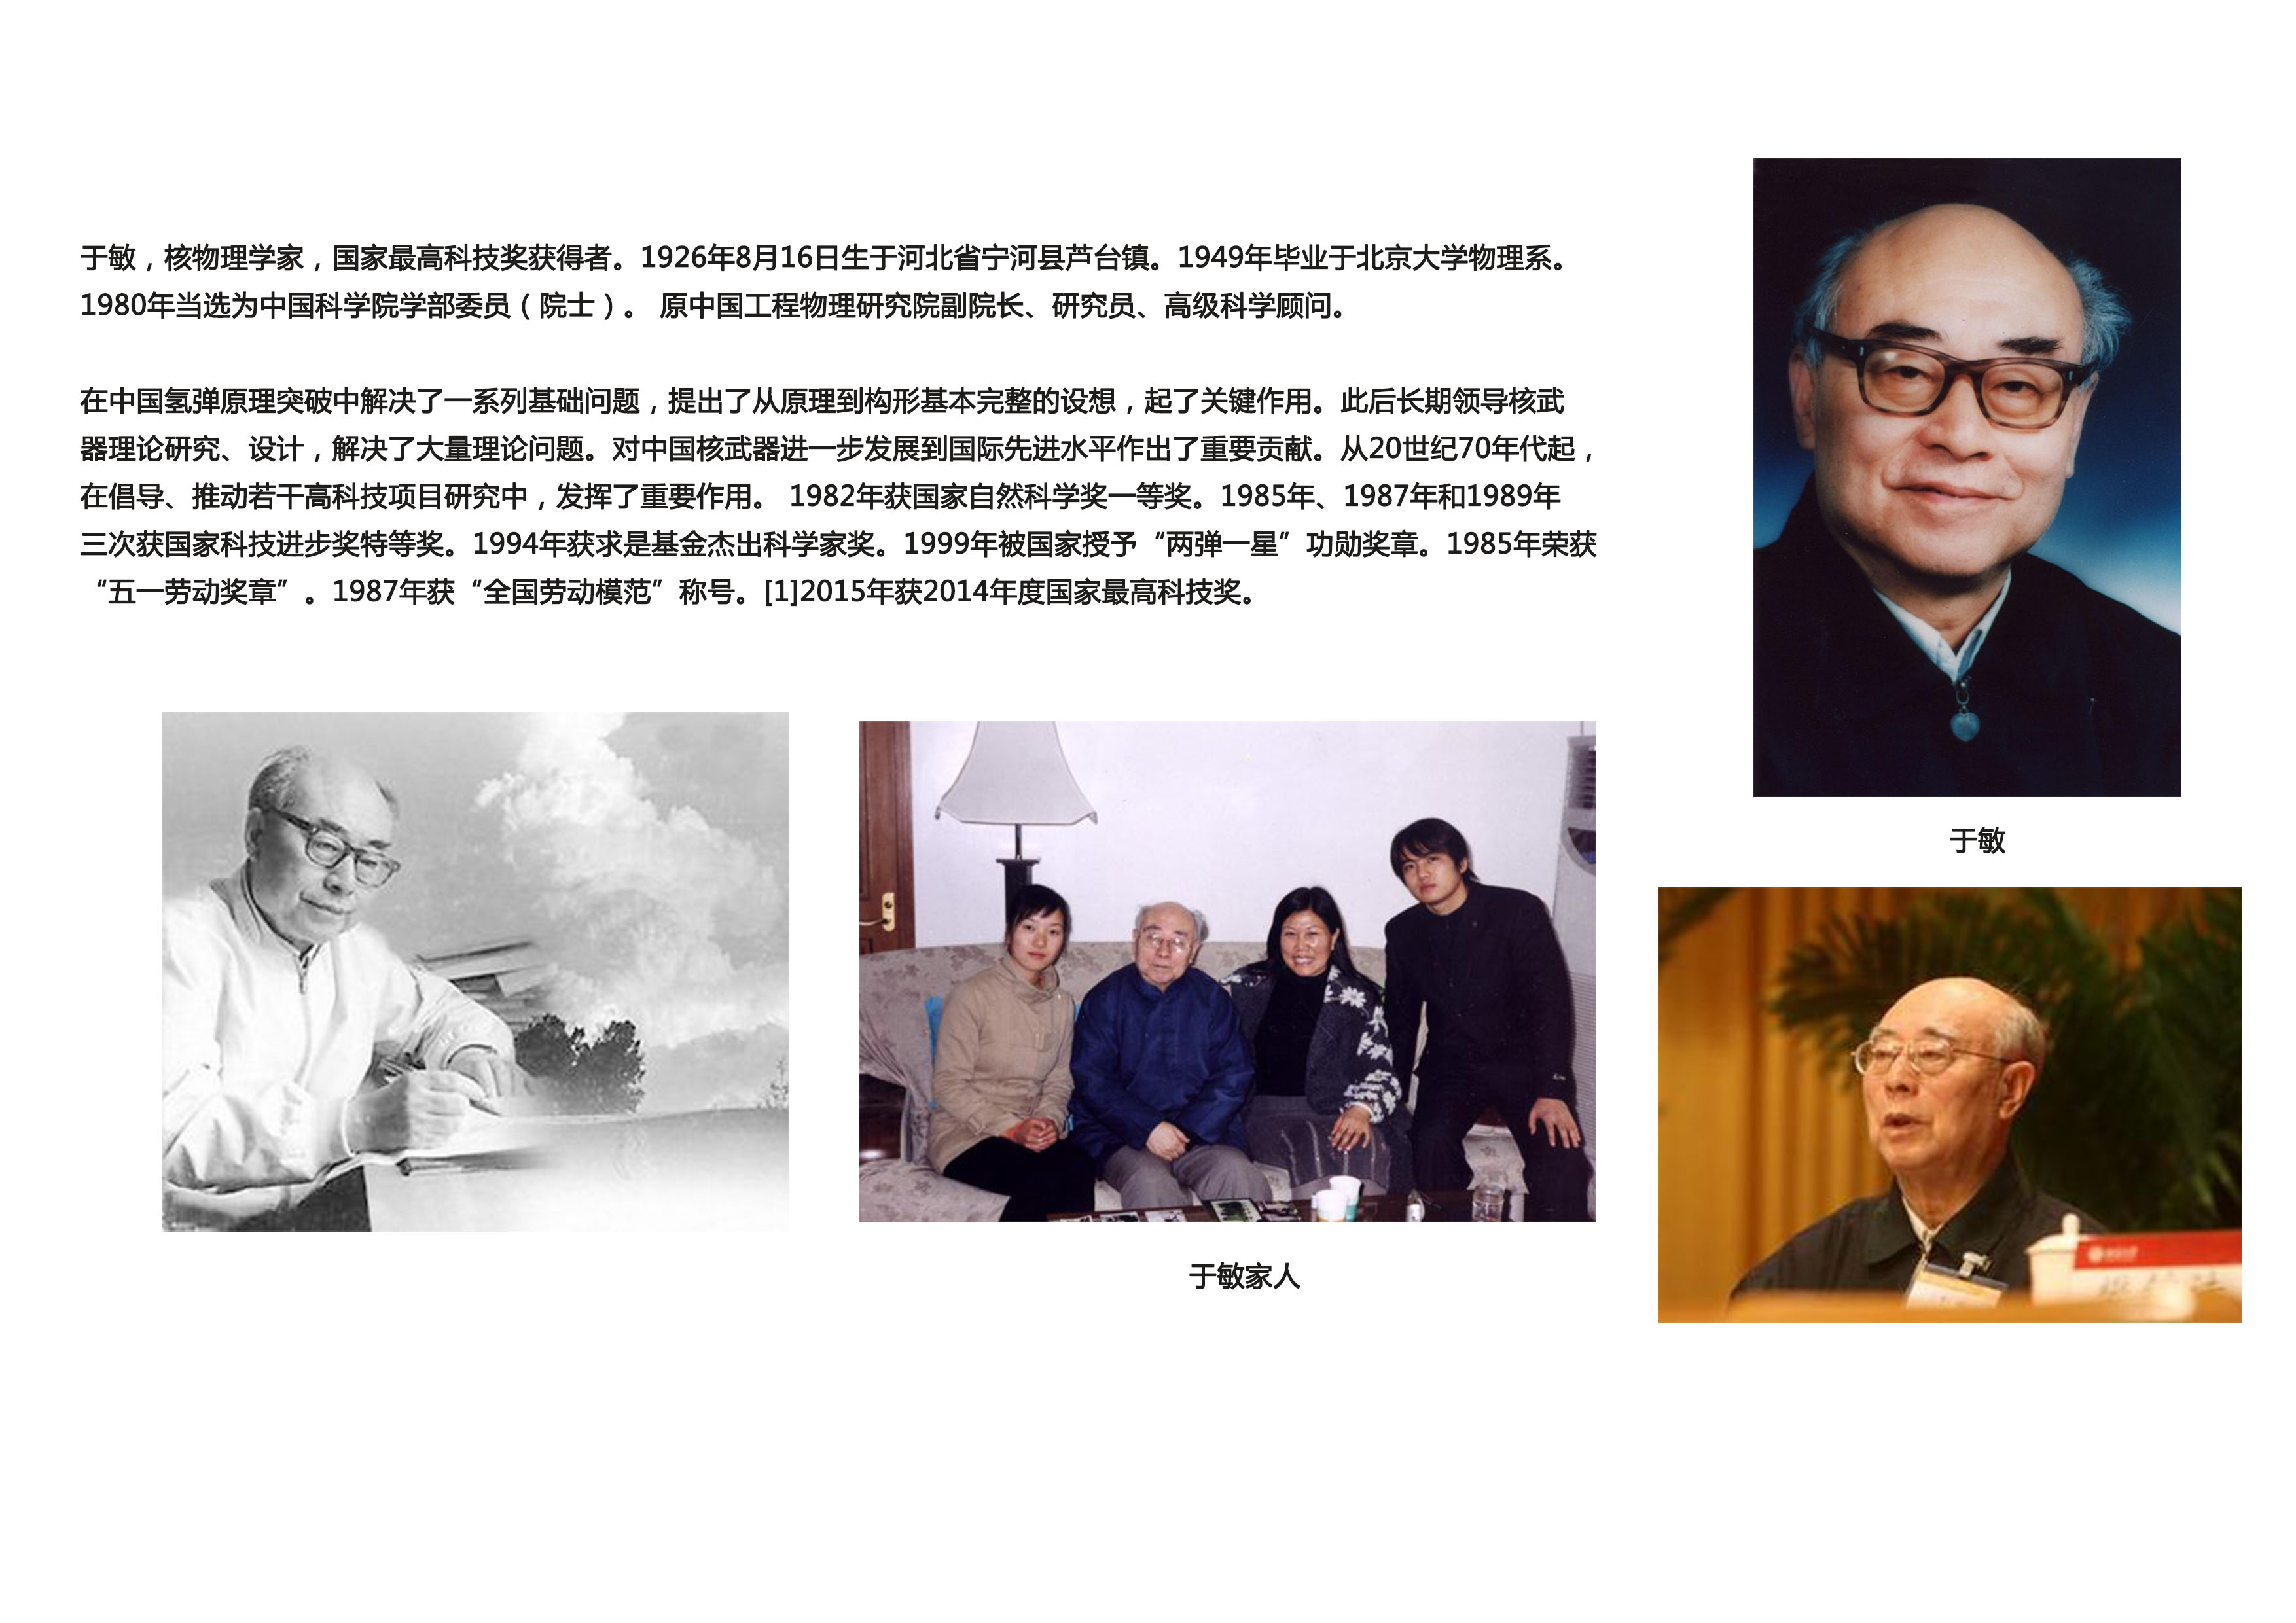 于敏，核物理学家，国家最高科技奖获得者。1926年8月16日生于河北省宁河县芦台镇。1949年毕业于北京大学物理系。
1980年当选为中国科学院学部委员（院士）。 原中国工程物理研究院副院长、研究员、高级科学顾问。
在中国氢弹原理突破中解决了一系列基础问题，提出了从原理到构形基本完整的设想，起了关键作用。此后长期领导核武
器理论研究、设计，解决了大量理论问题。对中国核武器进一步发展到国际先进水平作出了重要贡献。从20世纪70年代起，
在倡导、推动若干高科技项目研究中，发挥了重要作用。 1982年获国家自然科学奖一等奖。1985年、1987年和1989年
三次获国家科技进步奖特等奖。1994年获求是基金杰出科学家奖。1999年被国家授予“两弹一星”功勋奖章。1985年荣获
“五一劳动奖章”。1987年获“全国劳动模范”称号。[1]2015年获2014年度国家最高科技奖。
于敏
于敏家人